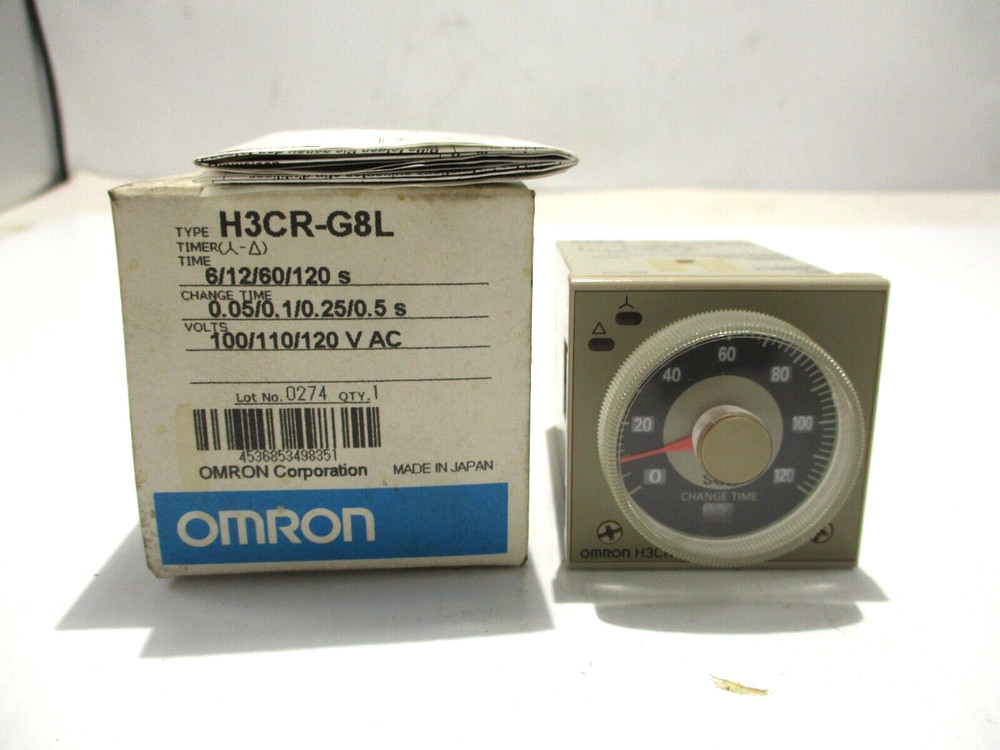 TYPE H3CR-G8L
TIMER(人-△)
TIME
6/12/60/120 s
CHANGE TIME
0.05/0.1/0.25/0.5 s
VOLTS
100/110/120 V AC
Lot No. 0274 QTY. 1
4536853498351
OMRON Corporation MADE IN JAPAN
OMRON
人
△
0 20 40 60 80 100 120
CHANGE TIME
OMRON H3CR